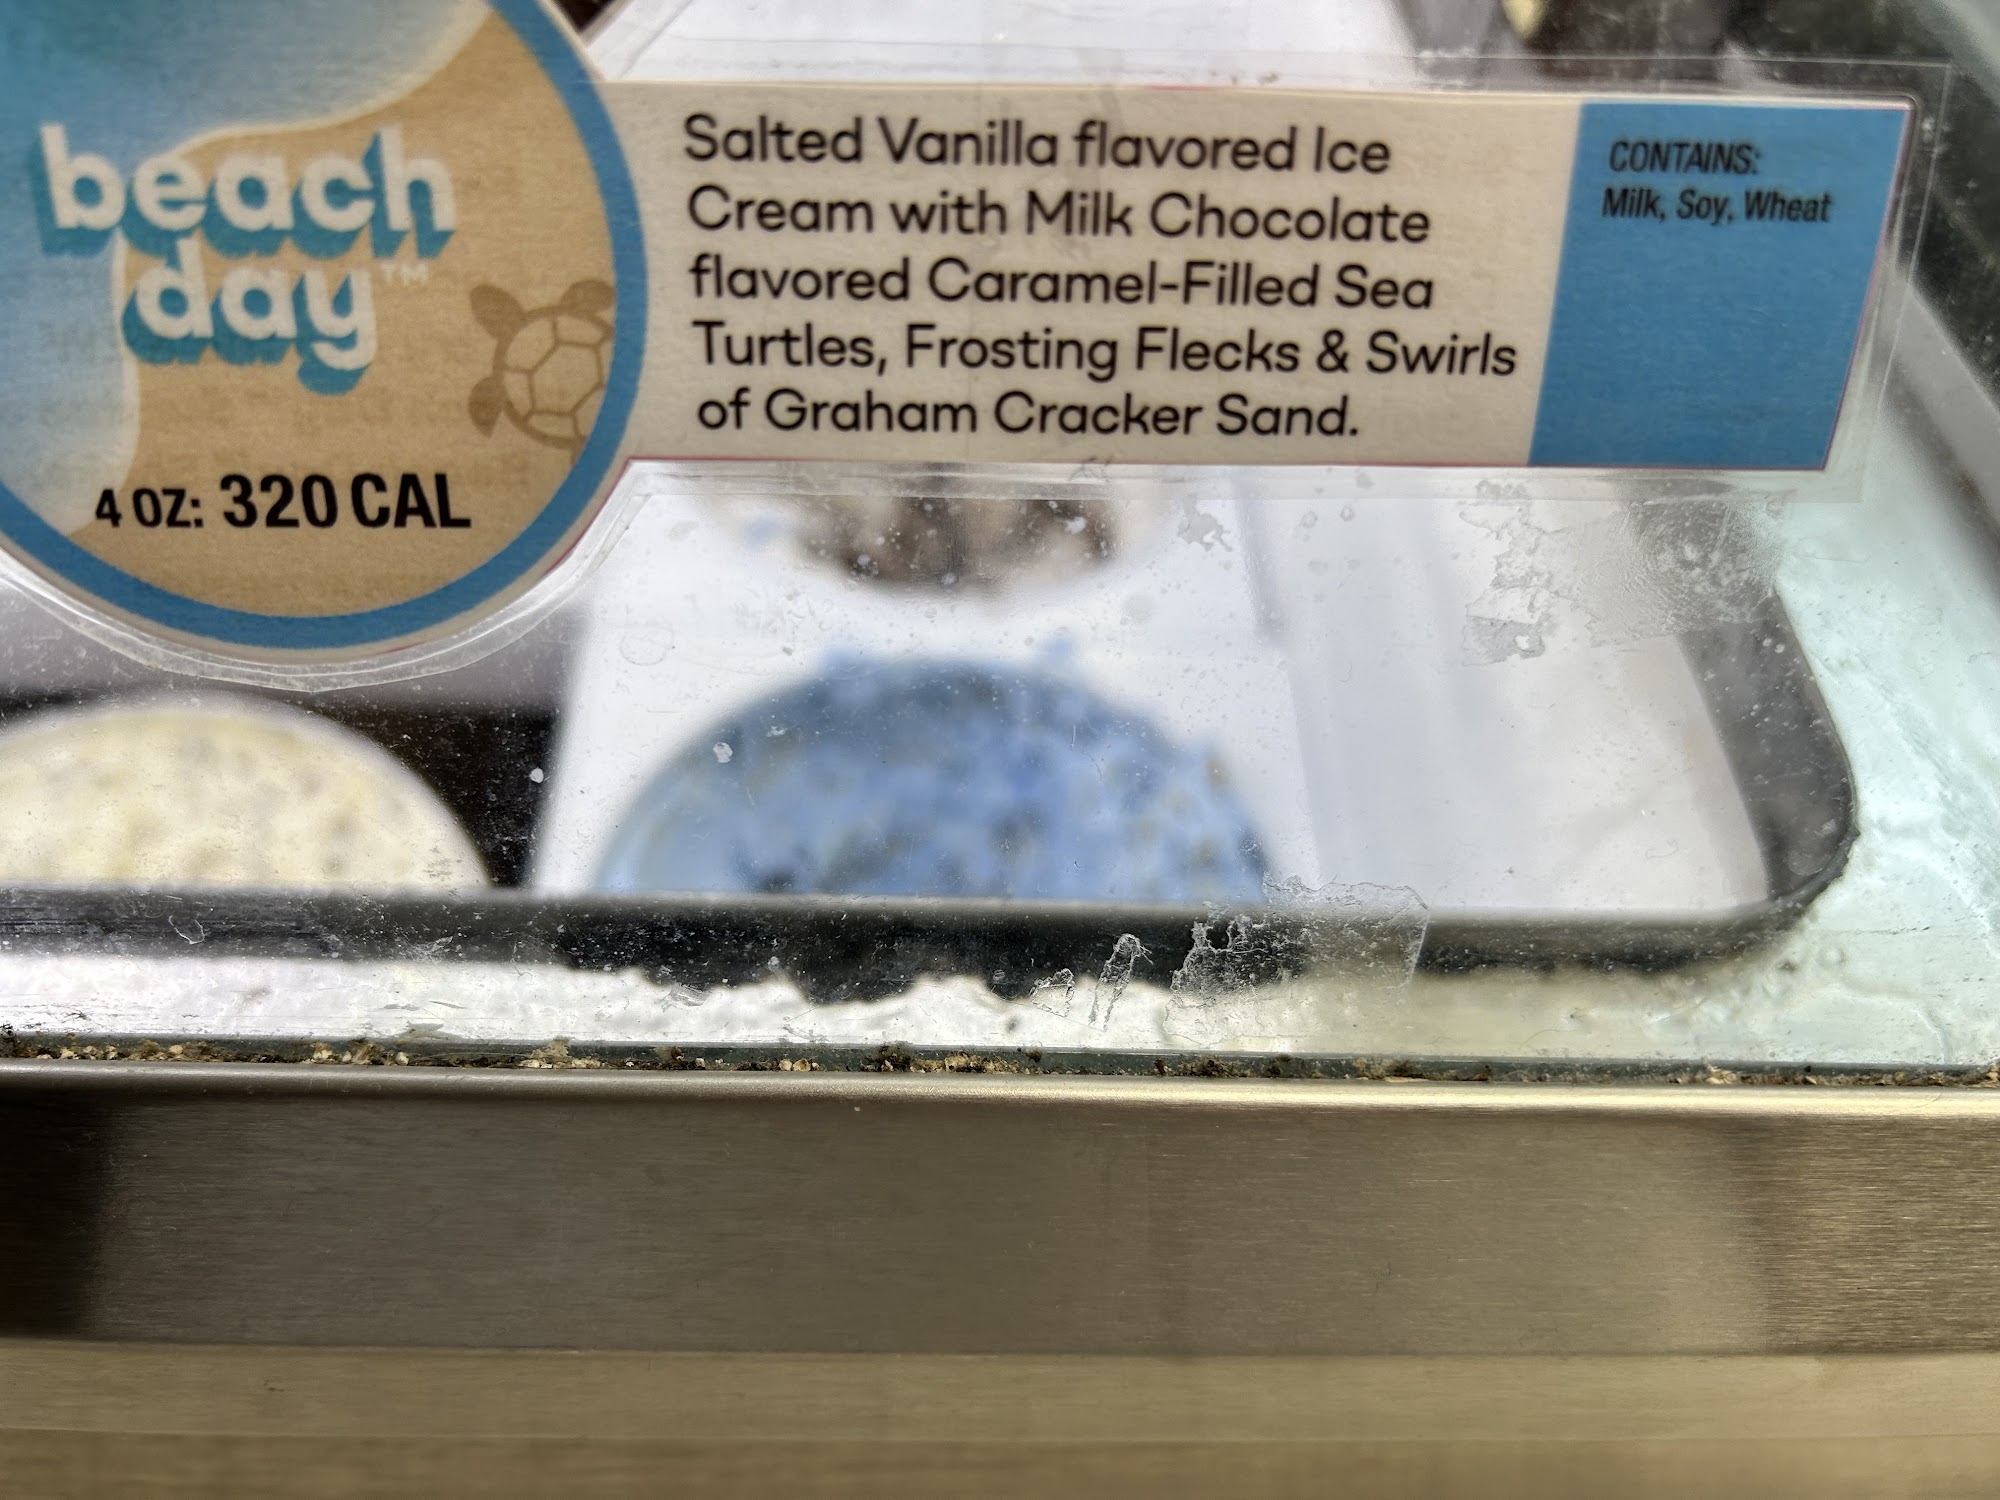 beach
day™
4 OZ: 320 CAL
Salted Vanilla flavored Ice
Cream with Milk Chocolate
flavored Caramel-Filled Sea
Turtles, Frosting Flecks & Swirls
of Graham Cracker Sand.
CONTAINS:
Milk, Soy, Wheat